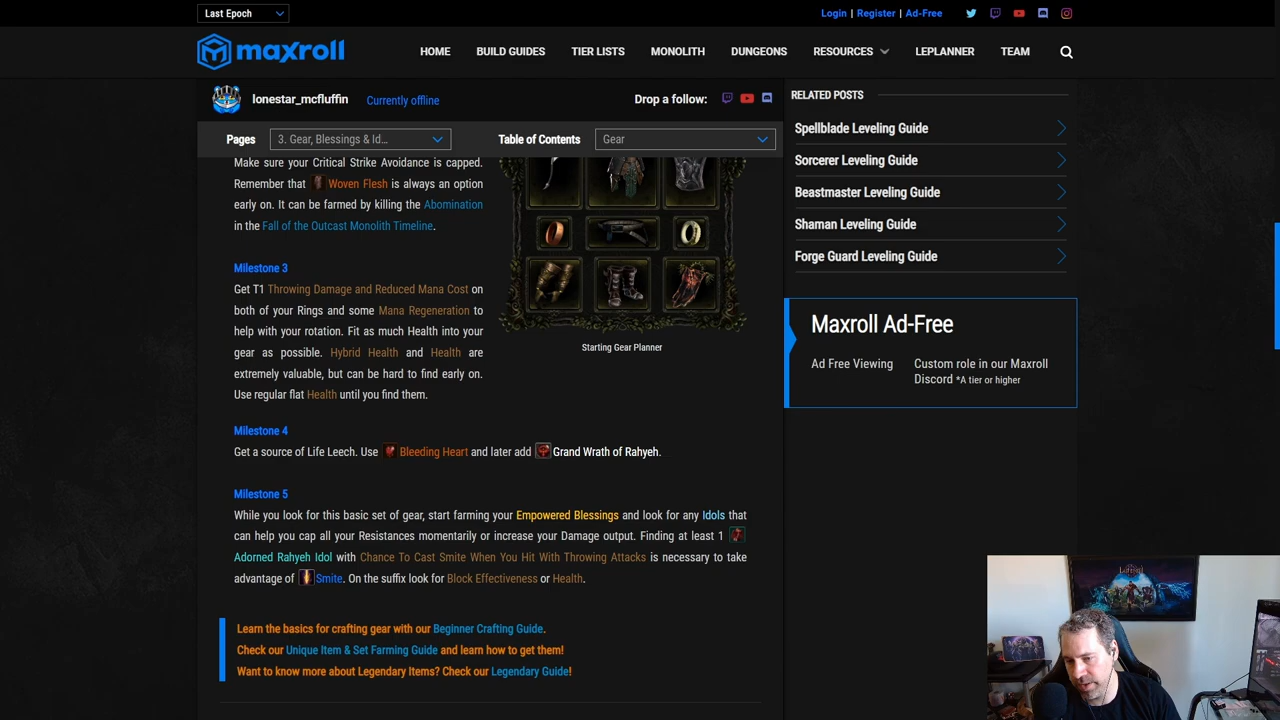 Last Epoch
Login | Register | Ad-Free
maxroll
HOME BUILD GUIDES TIER LISTS MONOLITH DUNGEONS RESOURCES LEPLANNER TEAM
lonestar_mcfluffin Currently offline Drop a follow:
Pages 3. Gear, Blessings & Id... Table of Contents Gear
Make sure your Critical Strike Avoidance is capped.
Remember that Woven Flesh is always an option
early on. It can be farmed by killing the Abomination
in the Fall of the Outcast Monolith Timeline.
Milestone 3
Get T1 Throwing Damage and Reduced Mana Cost on
both of your Rings and some Mana Regeneration to
help with your rotation. Fit as much Health into your
gear as possible. Hybrid Health and Health are
extremely valuable, but can be hard to find early on.
Use regular flat Health until you find them.
Starting Gear Planner
Milestone 4
Get a source of Life Leech. Use Bleeding Heart and later add Grand Wrath of Rahyeh.
Milestone 5
While you look for this basic set of gear, start farming your Empowered Blessings and look for any Idols that
can help you cap all your Resistances momentarily or increase your Damage output. Finding at least 1
Adorned Rahyeh Idol with Chance To Cast Smite When You Hit With Throwing Attacks is necessary to take
advantage of Smite. On the suffix look for Block Effectiveness or Health.
Learn the basics for crafting gear with our Beginner Crafting Guide.
Check our Unique Item & Set Farming Guide and learn how to get them!
Want to know more about Legendary Items? Check our Legendary Guide!
RELATED POSTS
Spellblade Leveling Guide
Sorcerer Leveling Guide
Beastmaster Leveling Guide
Shaman Leveling Guide
Forge Guard Leveling Guide
Maxroll Ad-Free
Ad Free Viewing
Custom role in our Maxroll
Discord *A tier or higher